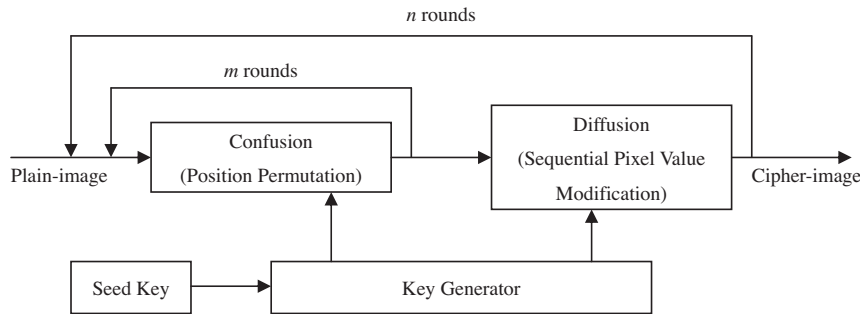 n rounds
m rounds
Confusion
(Position Permutation)
Diffusion
(Sequential Pixel Value
Modification)
Plain-image
Cipher-image
Seed Key
Key Generator